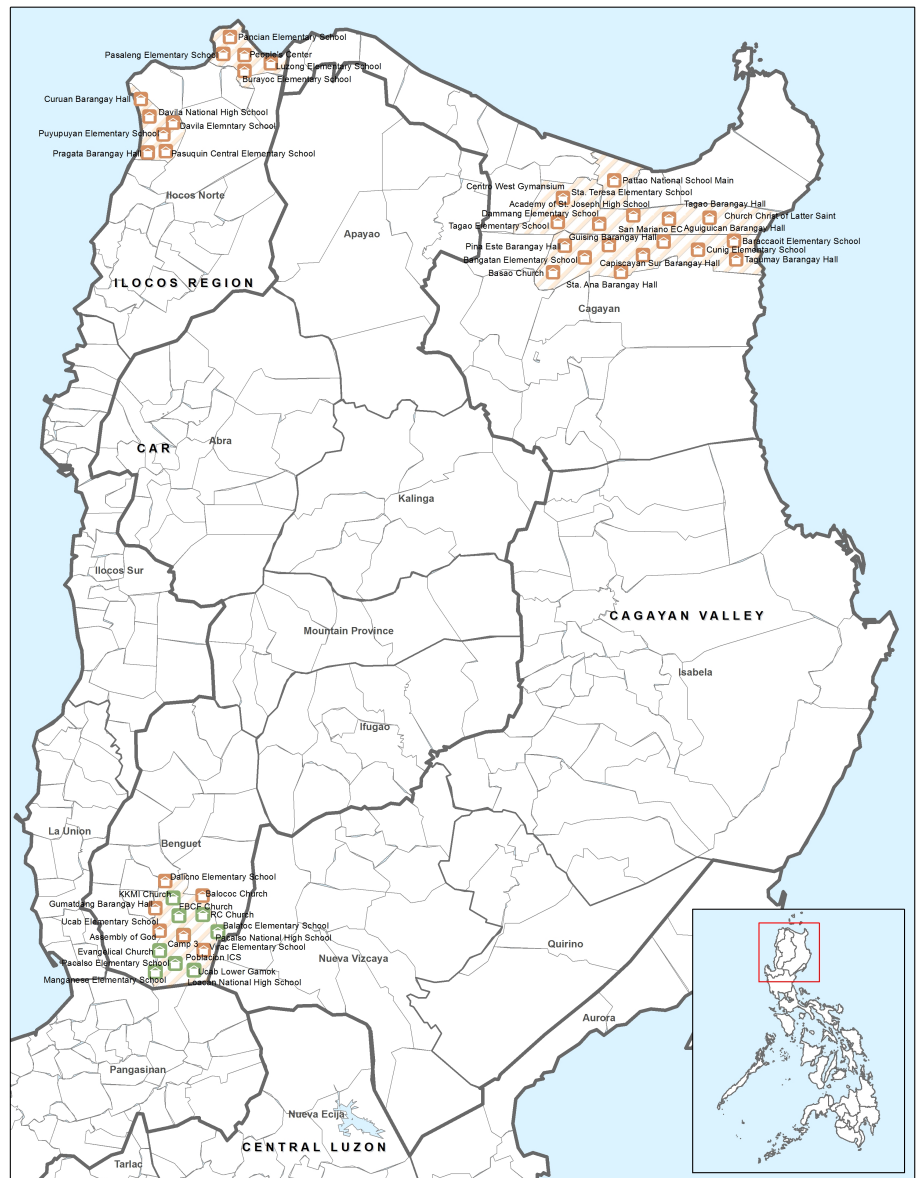 Pancian Elementary School
Pasaleng Elementary School
People's Center
Luzong Elementary School
Burayoc Elementary School
Curuan Barangay Hall
Davila National High School
Davila Elemntary School
Puyupuyan Elementary School
Pragata Barangay Hall
Pasuquin Central Elementary School
Ilocos Norte
Pattao National School Main
Centro West Gymansium
Sta. Teresa Elementary School
Academy of St. Joseph High School
Tagao Barangay Hall
Dammang Elementary School
Church Christ of Latter Saint
Tagao Elementary School
San Mariano EC
Aguiguican Barangay Hall
Apayao
Guising Barangay Hall
Baraccaoit Elementary School
Pina Este Barangay Hall
Cunig Elementary School
Bangatan Elementary School
Capiscayan Sur Barangay Hall
Tagumay Barangay Hall
Basao Church
Sta. Ana Barangay Hall
ILOCOS REGION
Cagayan
CAR
Abra
Kalinga
Ilocos Sur
CAGAYAN VALLEY
Mountain Province
Isabela
Ifugao
La Union
Benguet
Dalicno Elementary School
KKMI Church
Balococ Church
Gumatdang Barangay Hall
EBCF Church
RC Church
Ucab Elementary School
Balatoc Elementary School
Assembly of God
Pacalso National High School
Camp 3
Virac Elementary School
Evangelical Church
Poblacion ICS
Pacalso Elementary School
Ucab Lower Gamok
Manganese Elementary School
Loacan National High School
Nueva Vizcaya
Quirino
Aurora
Pangasinan
Nueva Ecija
CENTRAL LUZON
Tarlac